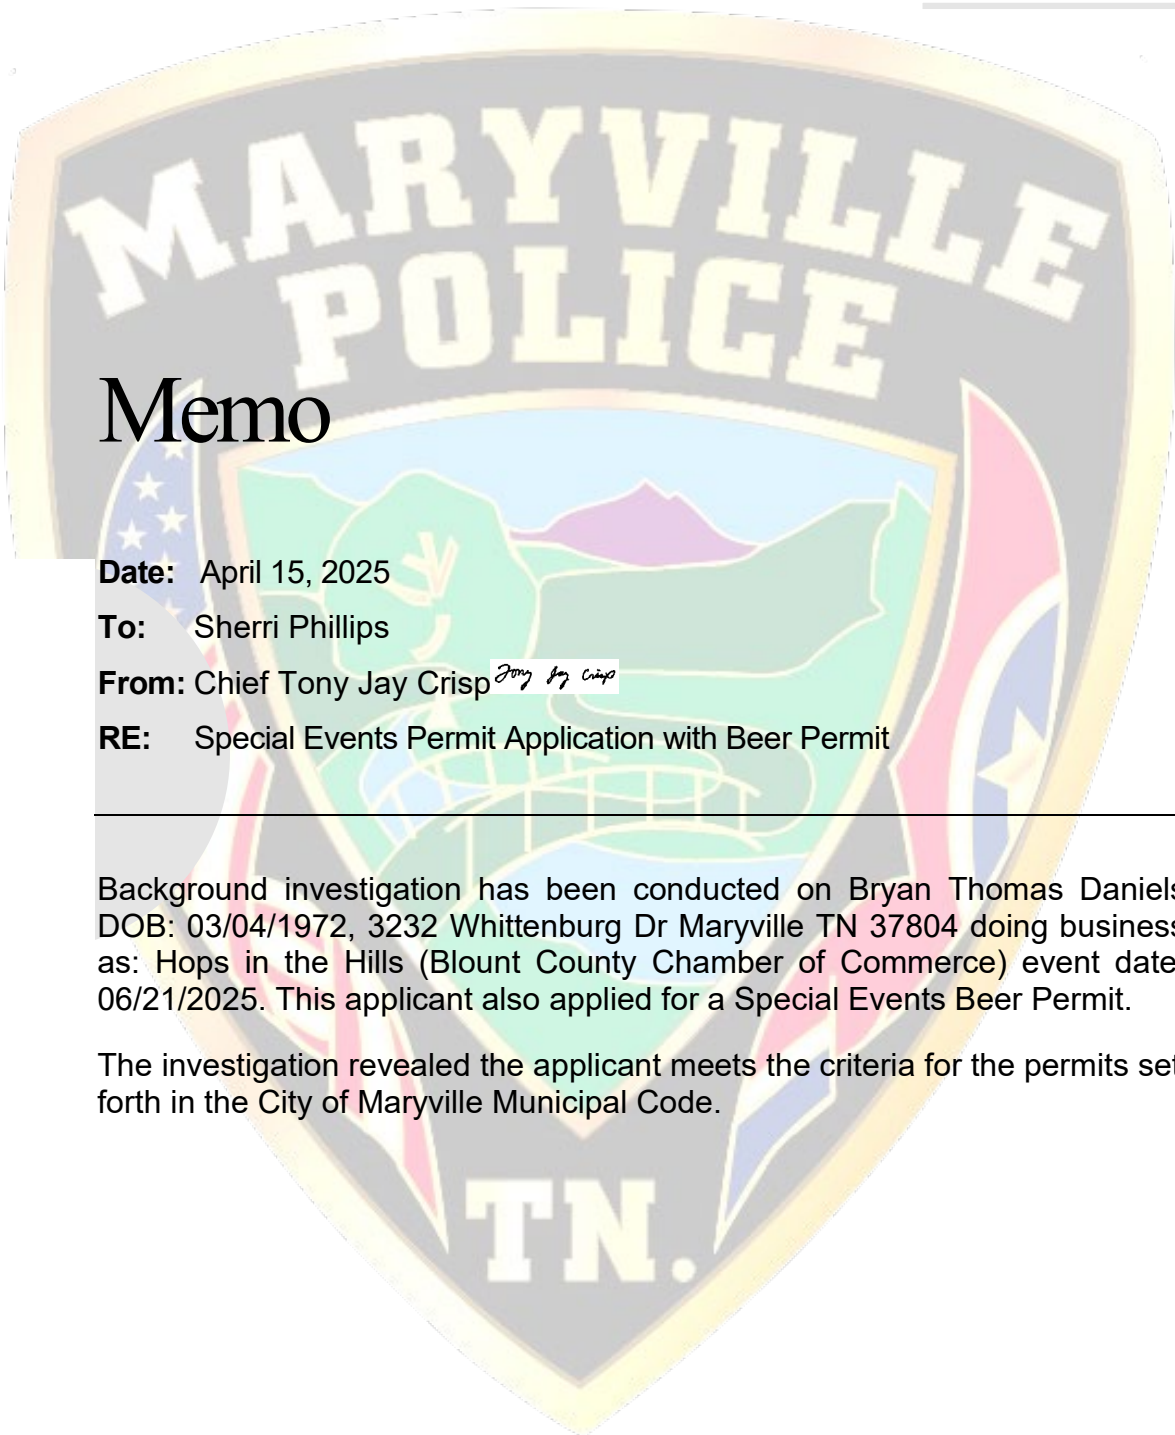 MARYVILLE
POLICE
Memo
Date: April 15, 2025
To: Sherri Phillips
From: Chief Tony Jay Crisp Tony Jay Crisp
RE: Special Events Permit Application with Beer Permit
Background investigation has been conducted on Bryan Thomas Daniels
DOB: 03/04/1972, 3232 Whittenburg Dr Maryville TN 37804 doing business
as: Hops in the Hills (Blount County Chamber of Commerce) event date
06/21/2025. This applicant also applied for a Special Events Beer Permit.
The investigation revealed the applicant meets the criteria for the permits set
forth in the City of Maryville Municipal Code.
TN.